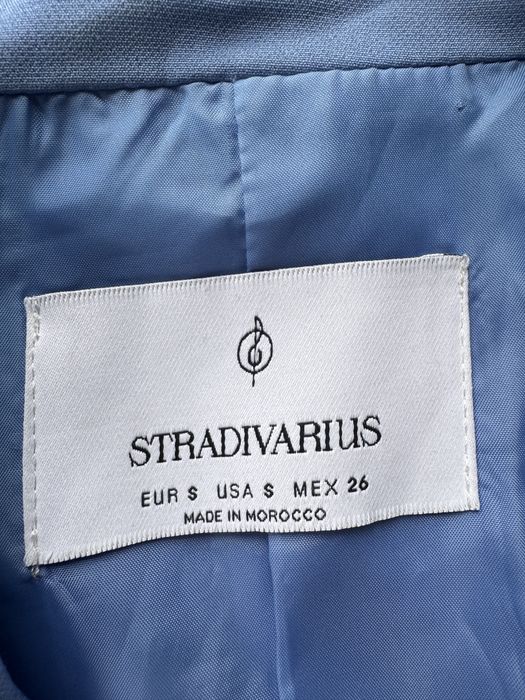 STRADIVARIUS
EUR S USA S MEX 26
MADE IN MOROCCO